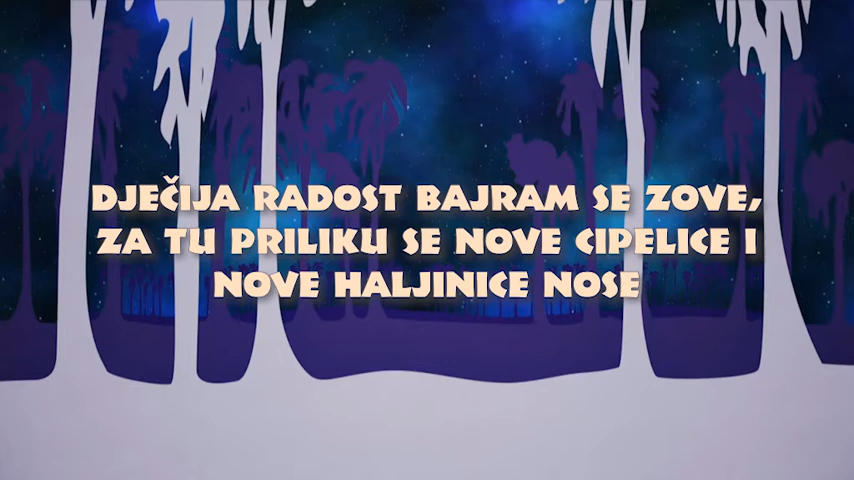 DJEČIJA RADOST BAJRAM SE ZOVE,
ZA TU PRILIKU SE NOVE CIPELICE I
NOVE HALJINICE NOSE